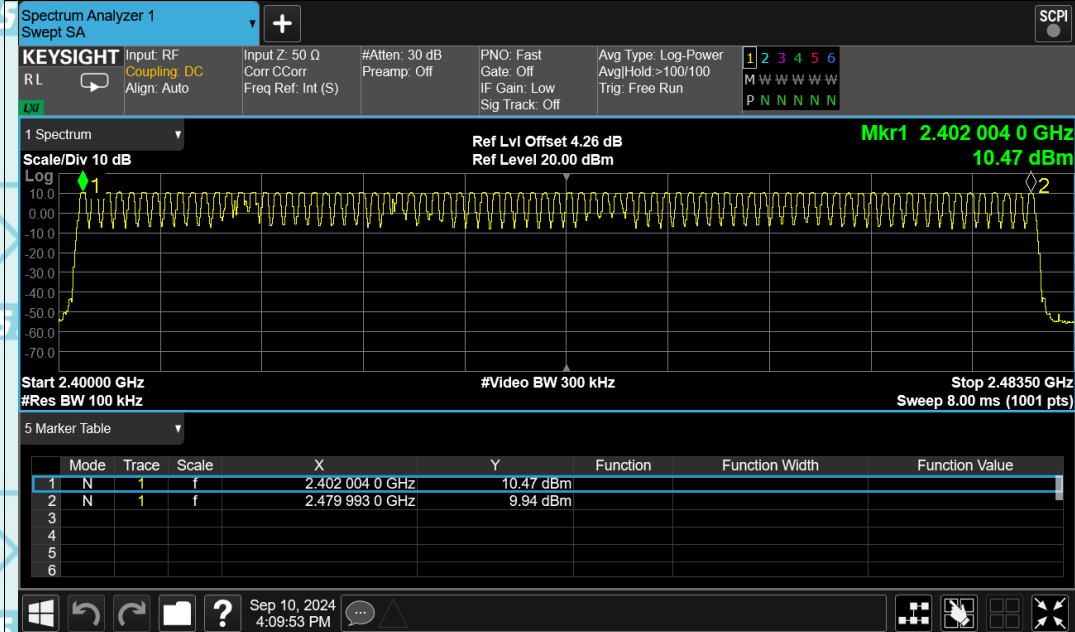 Spectrum Analyzer 1
Swept SA
+
SCPI
KEYSIGHT Input: RF Input Z: 50 Ω #Atten: 30 dB PNO: Fast Avg Type: Log-Power 1 2 3 4 5 6
R L Coupling: DC Corr CCorr Preamp: Off Gate: Off Avg|Hold:>100/100 M W W W W W
Align: Auto Freq Ref: Int (S) IF Gain: Low Trig: Free Run
LXI Sig Track: Off P N N N N N
1 Spectrum
Ref Lvl Offset 4.26 dB
Mkr1 2.402 004 0 GHz
Scale/Div 10 dB Ref Level 20.00 dBm 10.47 dBm
Log
1 2
10.0
0.00
-10.0
-20.0
-30.0
-40.0
-50.0
-60.0
-70.0
Start 2.40000 GHz #Video BW 300 kHz Stop 2.48350 GHz
#Res BW 100 kHz Sweep 8.00 ms (1001 pts)
5 Marker Table
Mode Trace Scale X Y Function Function Width Function Value
1 N 1 f 2.402 004 0 GHz 10.47 dBm
2 N 1 f 2.479 993 0 GHz 9.94 dBm
3
4
5
6
? Sep 10, 2024
4:09:53 PM